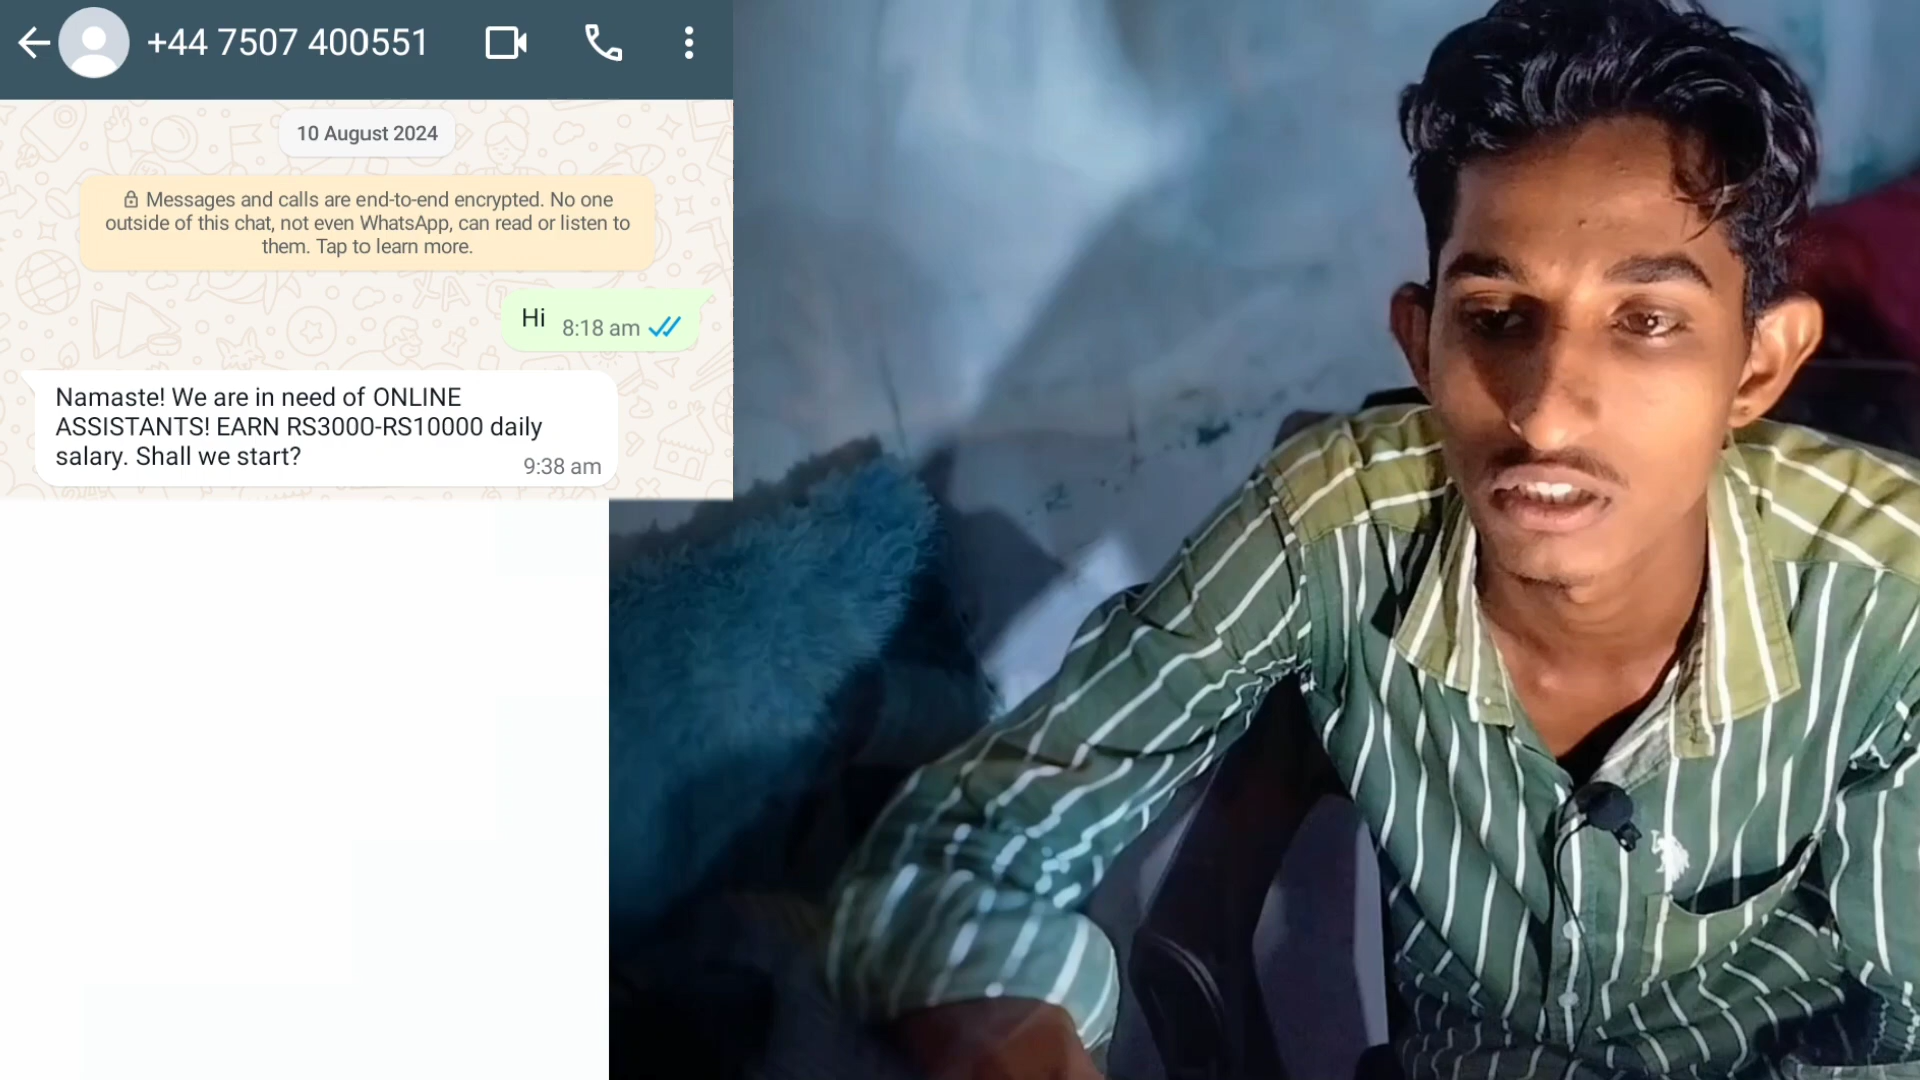 +44 7507 400551
10 August 2024
Messages and calls are end-to-end encrypted. No one
outside of this chat, not even WhatsApp, can read or listen to
them. Tap to learn more.
Hi 8:18 am
Namaste! We are in need of ONLINE
ASSISTANTS! EARN RS3000-RS10000 daily
salary. Shall we start?
9:38 am